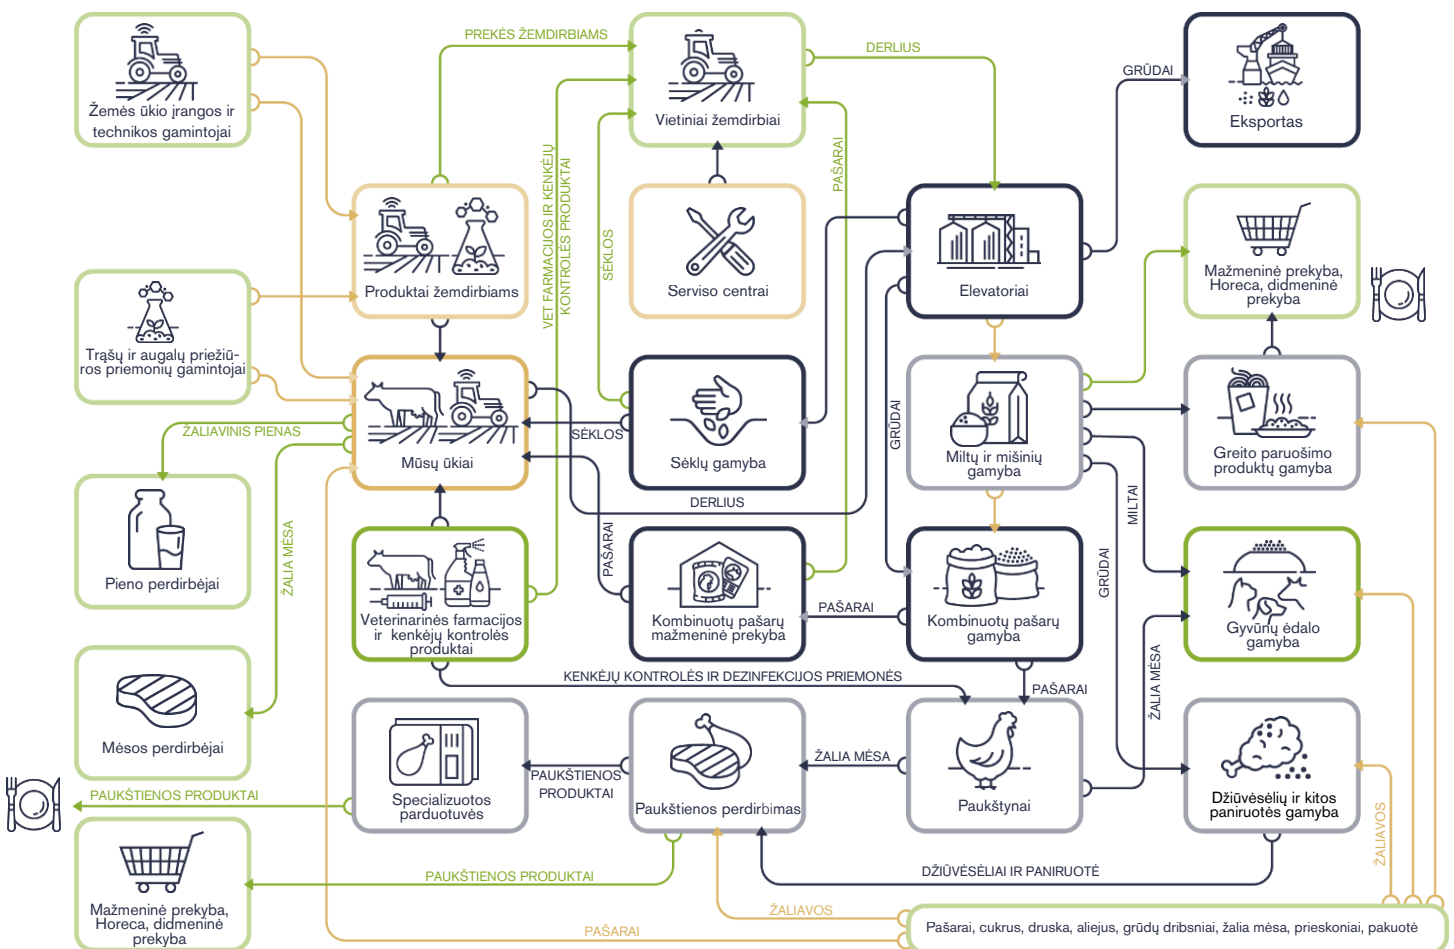 PREKĖS ŽEMDIRBIAMS
DERLIUS
GRŪDAI
Žemės ūkio įrangos ir
technikos gamintojai
Vietiniai žemdirbiai
Eksportas
VET FARMACIJOS IR KENKĖJŲ
KONTROLĖS PRODUKTAI
SĖKLOS
PAŠARAI
Produktai žemdirbiams
Serviso centrai
Elevatoriai
Mažmeninė prekyba,
Horeca, didmeninė
prekyba
Trąšų ir augalų priežiū-
ros priemonių gamintojai
ŽALIAVINIS PIENAS
Mūsų ūkiai
SĖKLOS
Sėklų gamyba
GRŪDAI
Miltų ir mišinių
gamyba
Greito paruošimo
produktų gamyba
DERLIUS
MILTAI
Pieno perdirbėjai
ŽALIA MĖSA
PAŠARAI
GRŪDAI
Veterinarinės farmacijos
ir kenkėjų kontrolės
produktai
Kombinuotų pašarų
mažmeninė prekyba
PAŠARAI
Kombinuotų pašarų
gamyba
Gyvūnų ėdalo
gamyba
KENKĖJŲ KONTROLĖS IR DEZINFEKCIJOS PRIEMONĖS
PAŠARAI
ŽALIA MĖSA
Mėsos perdirbėjai
PAUKŠTIENOS
PRODUKTAI
ŽALIA MĖSA
PAUKŠTIENOS PRODUKTAI
Specializuotos
parduotuvės
Paukštienos perdirbimas
Paukštynai
Džiūvėsėlių ir kitos
paniruotės gamyba
ŽALIAVOS
PAUKŠTIENOS PRODUKTAI
DŽIŪVĖSĖLIAI IR PANIRUOTĖ
Mažmeninė prekyba,
Horeca, didmeninė
prekyba
ŽALIAVOS
PAŠARAI
Pašarai, cukrus, druska, aliejus, grūdų dribsniai, žalia mėsa, prieskoniai, pakuotė